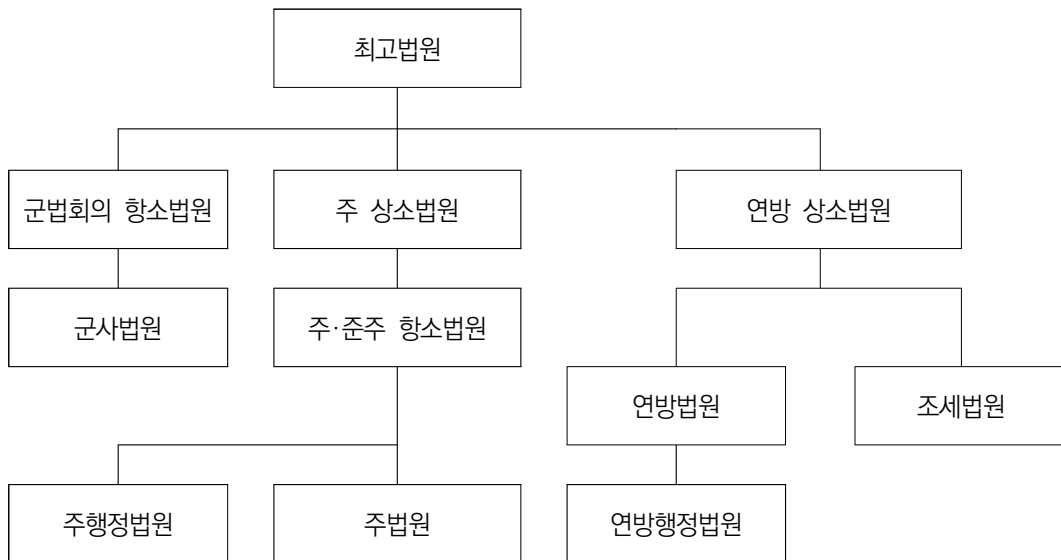 최고법원
군법회의 항소법원
주 상소법원
연방 상소법원
군사법원
주·준주 항소법원
연방법원
조세법원
주행정법원
주법원
연방행정법원